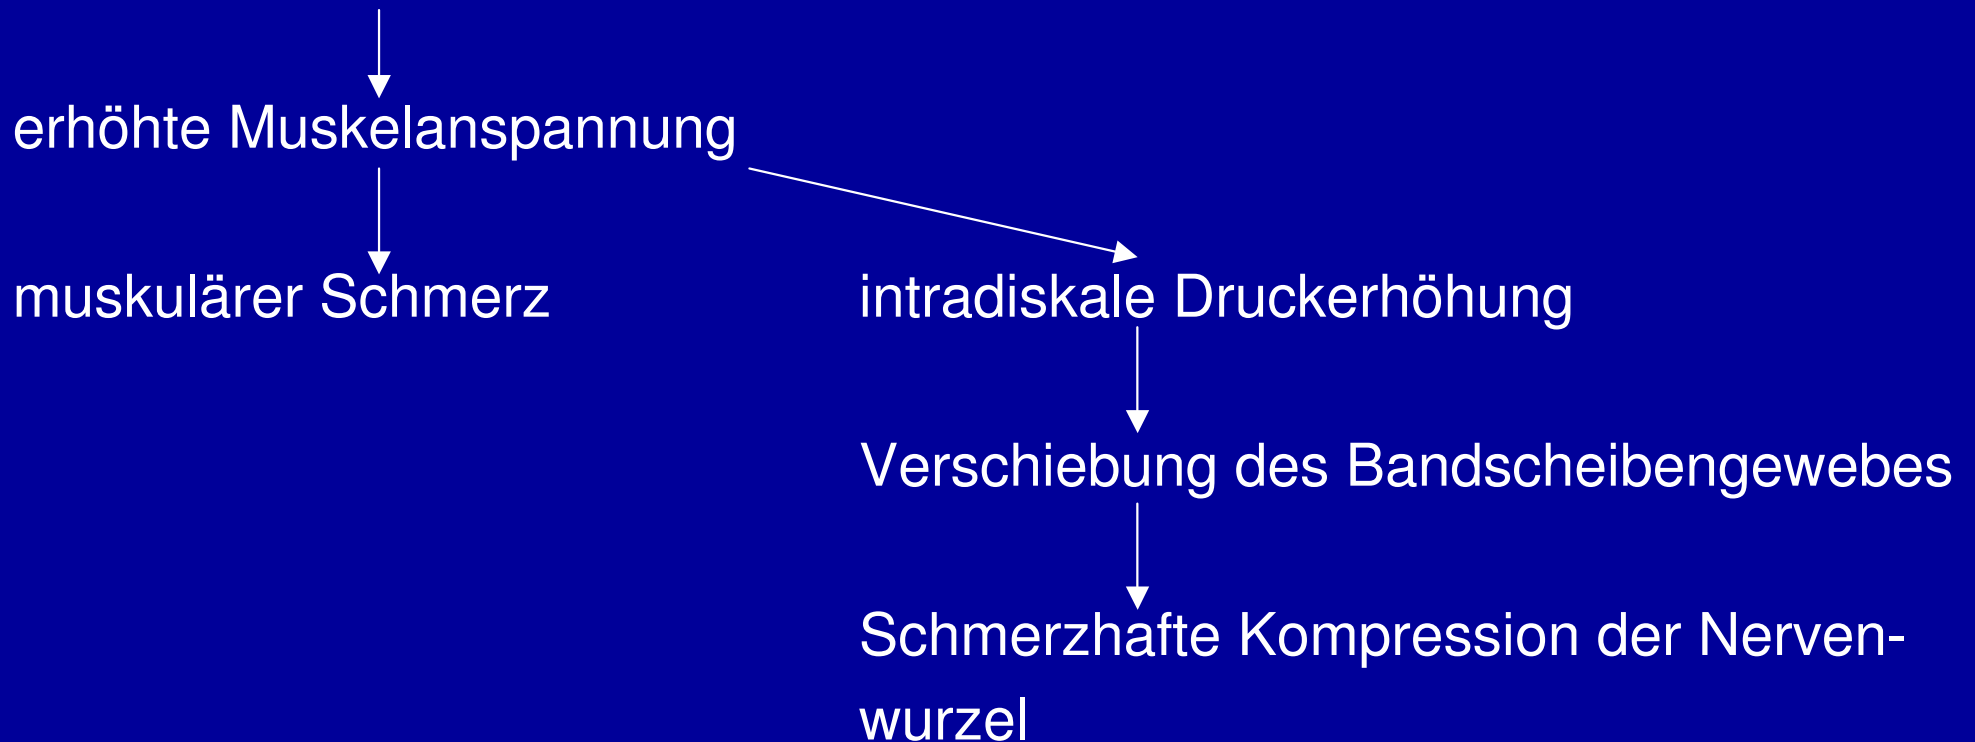 erhöhte Muskelanspannung
muskulärer Schmerz
intradiskale Druckerhöhung
Verschiebung des Bandscheibengewebes
Schmerzhafte Kompression der Nerven-
wurzel